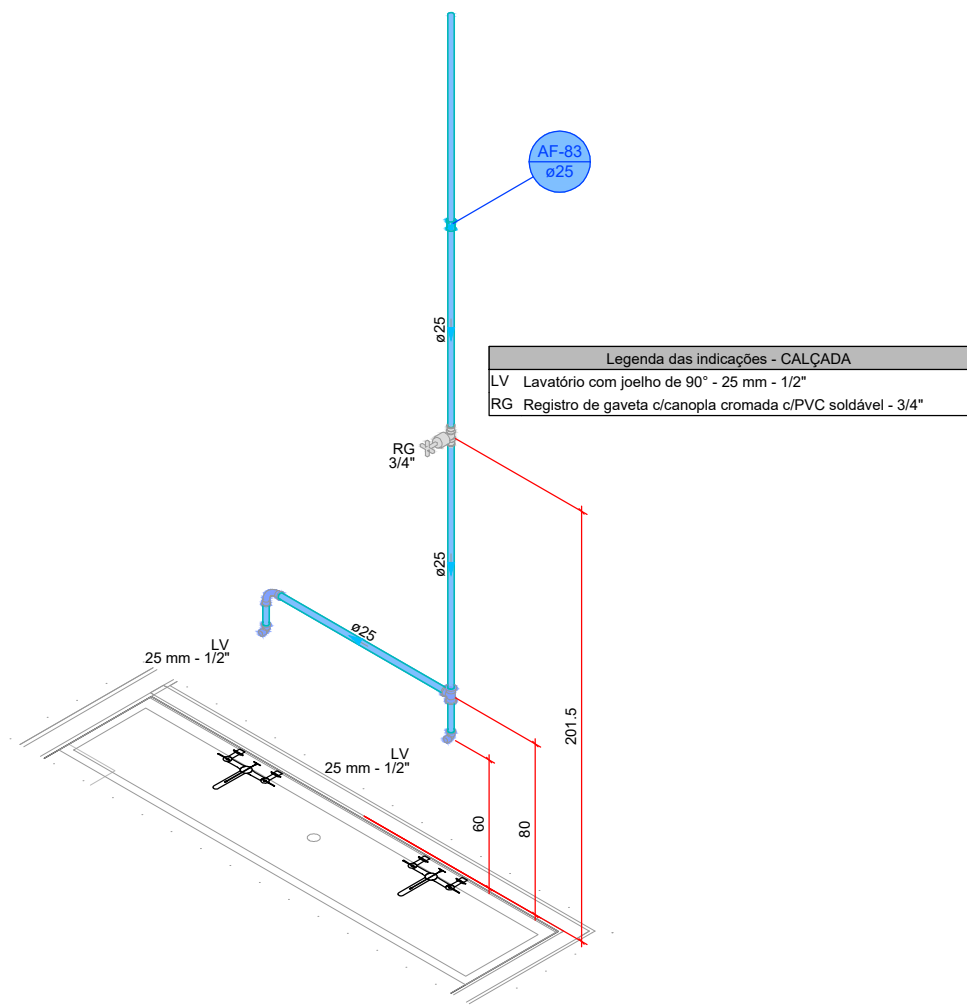 AF-83
ø25
ø25
Legenda das indicações - CALÇADA
LV Lavatório com joelho de 90° - 25 mm - 1/2"
RG Registro de gaveta c/canopla cromada c/PVC soldável - 3/4"
RG
3/4"
ø25
ø25
LV
25 mm - 1/2"
201.5
LV
25 mm - 1/2"
60
80